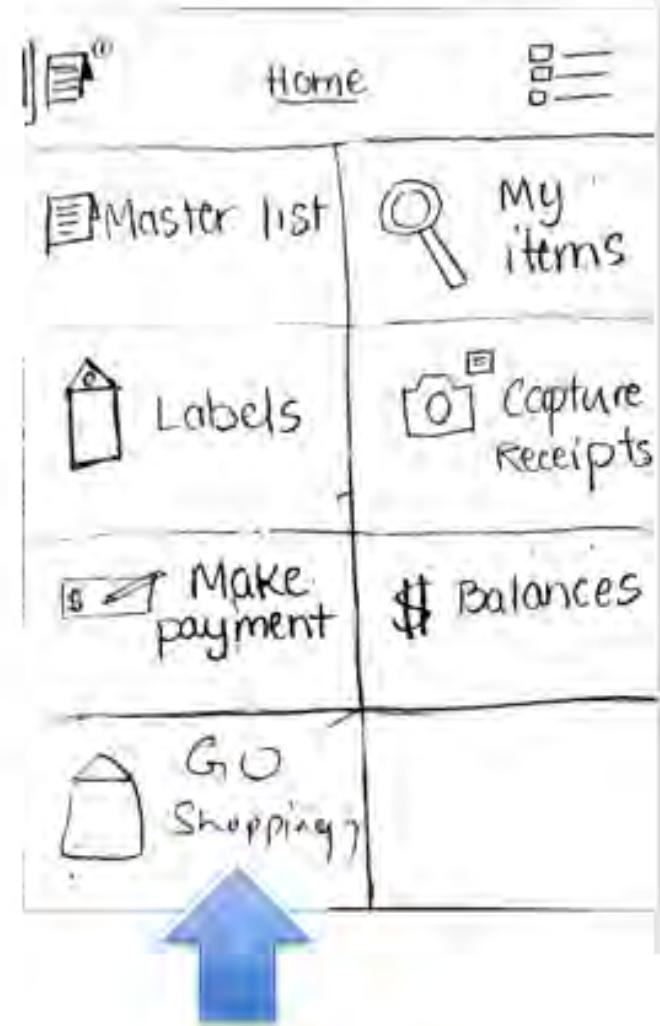 Home
Master list
My
items
Labels
Capture
Receipts
$ Make
payment
$ Balances
Go
Shopping